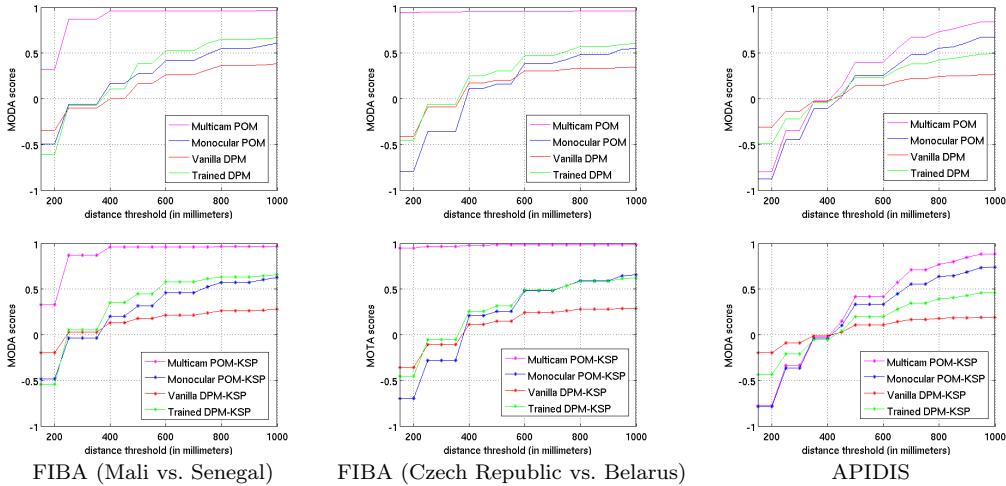 MODA scores
1
0.5
0
-0.5
-1
Multicam POM
Monocular POM
Vanilla DPM
Trained DPM
200 400 600 800 1000
distance threshold (in millimeters)
MODA scores
1
0.5
0
-0.5
-1
Multicam POM
Monocular POM
Vanilla DPM
Trained DPM
200 400 600 800 1000
distance threshold (in millimeters)
MODA scores
1
0.5
0
-0.5
-1
Multicam POM
Monocular POM
Vanilla DPM
Trained DPM
200 400 600 800 1000
distance threshold (in millimeters)
MODA scores
1
0.5
0
-0.5
-1
Multicam POM-KSP
Monocular POM-KSP
Vanilla DPM-KSP
Trained DPM-KSP
200 400 600 800 1000
distance threshold (in millimeters)
MOTA scores
1
0.5
0
-0.5
-1
Multicam POM-KSP
Monocular POM-KSP
Vanilla DPM-KSP
Trained DPM-KSP
200 400 600 800 1000
distance threshold (in millimeters)
MODA scores
1
0.5
0
-0.5
-1
Multicam POM-KSP
Monocular POM-KSP
Vanilla DPM-KSP
Trained DPM-KSP
200 400 600 800 1000
distance threshold (in millimeters)
FIBA (Mali vs. Senegal)
FIBA (Czech Republic vs. Belarus)
APIDIS